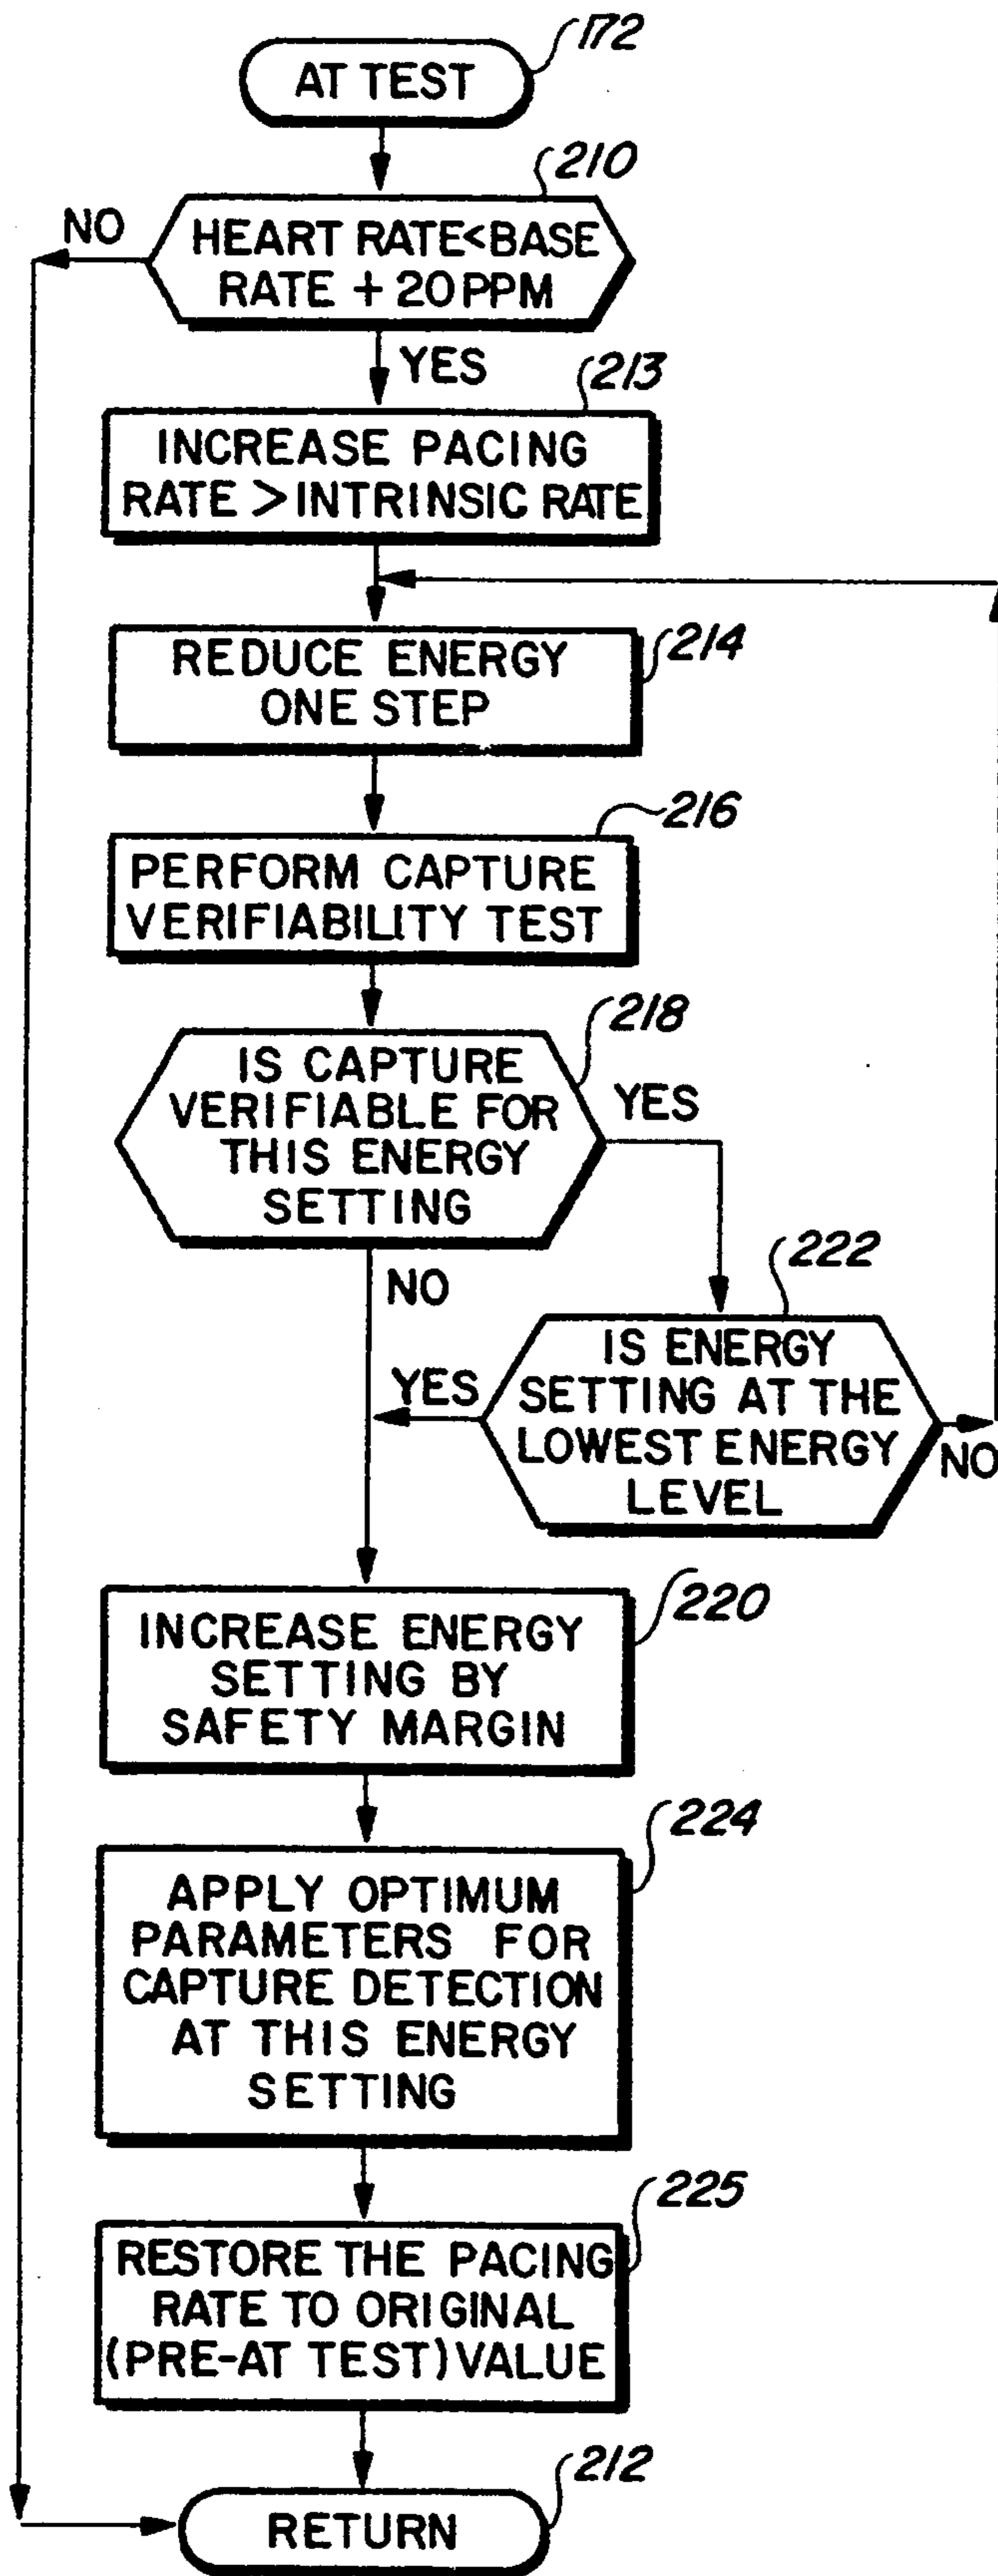 172
AT TEST
210
NO
HEART RATE<BASE
RATE + 20 PPM
YES
213
INCREASE PACING
RATE > INTRINSIC RATE
REDUCE ENERGY
ONE STEP
214
216
PERFORM CAPTURE
VERIFIABILITY TEST
218
IS CAPTURE
VERIFIABLE FOR
THIS ENERGY
SETTING
YES
NO
222
IS ENERGY
SETTING AT THE
LOWEST ENERGY
LEVEL
YES
NO
220
INCREASE ENERGY
SETTING BY
SAFETY MARGIN
224
APPLY OPTIMUM
PARAMETERS FOR
CAPTURE DETECTION
AT THIS ENERGY
SETTING
225
RESTORE THE PACING
RATE TO ORIGINAL
(PRE-AT TEST) VALUE
212
RETURN